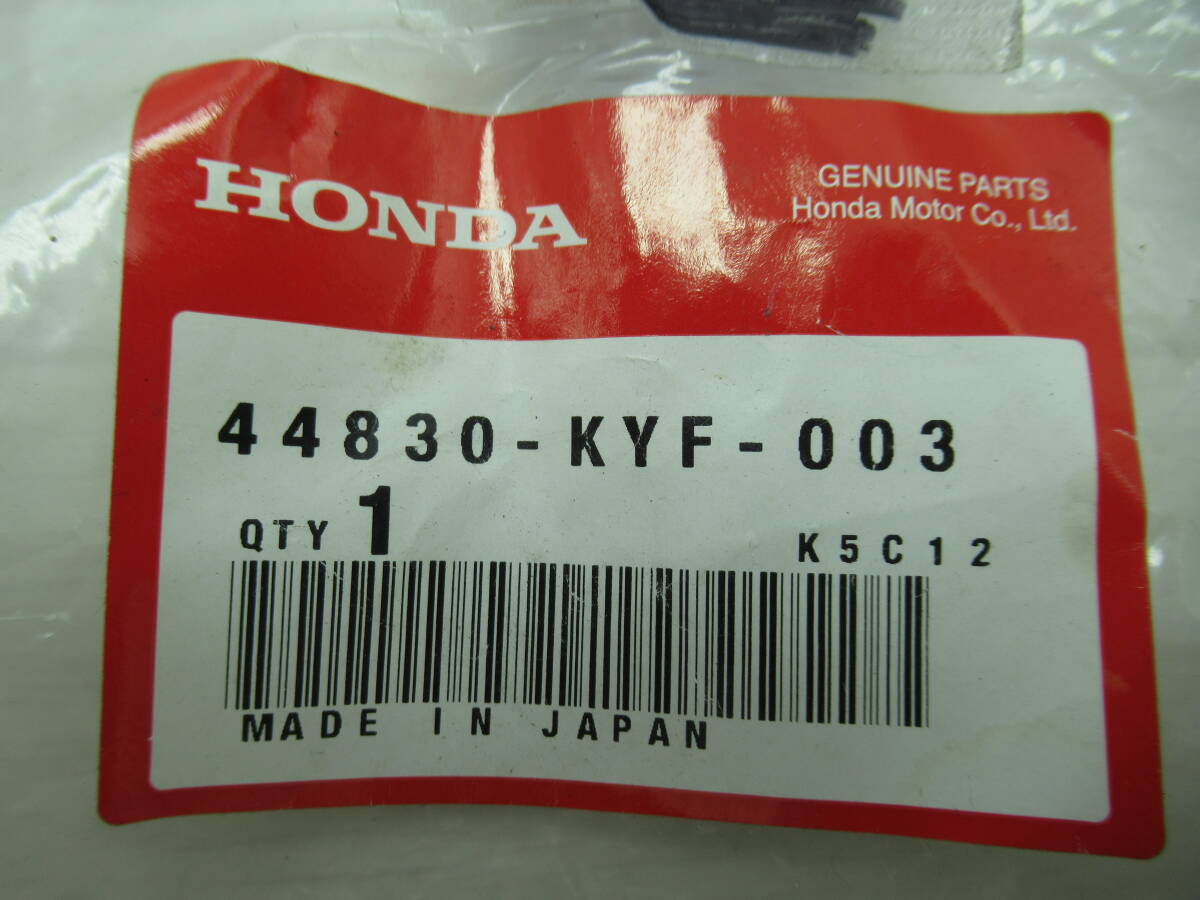 HONDA
GENUINE PARTS
Honda Motor Co., Ltd.
44830-KYF-003
QTY 1
K5C12
MADE IN JAPAN